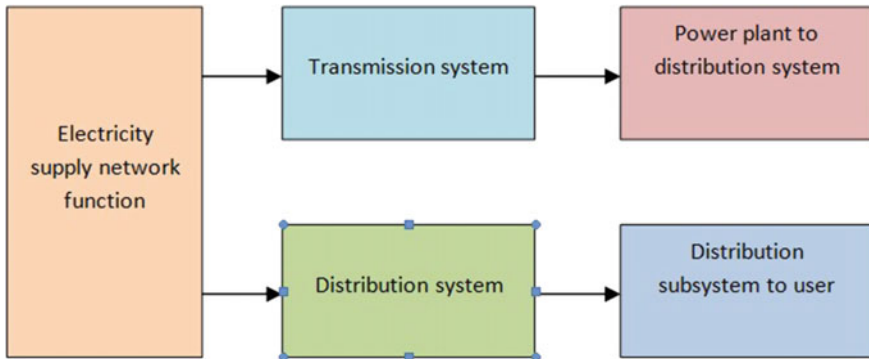 Electricity
supply network
function
Transmission system
Power plant to
distribution system
Distribution system
Distribution
subsystem to user